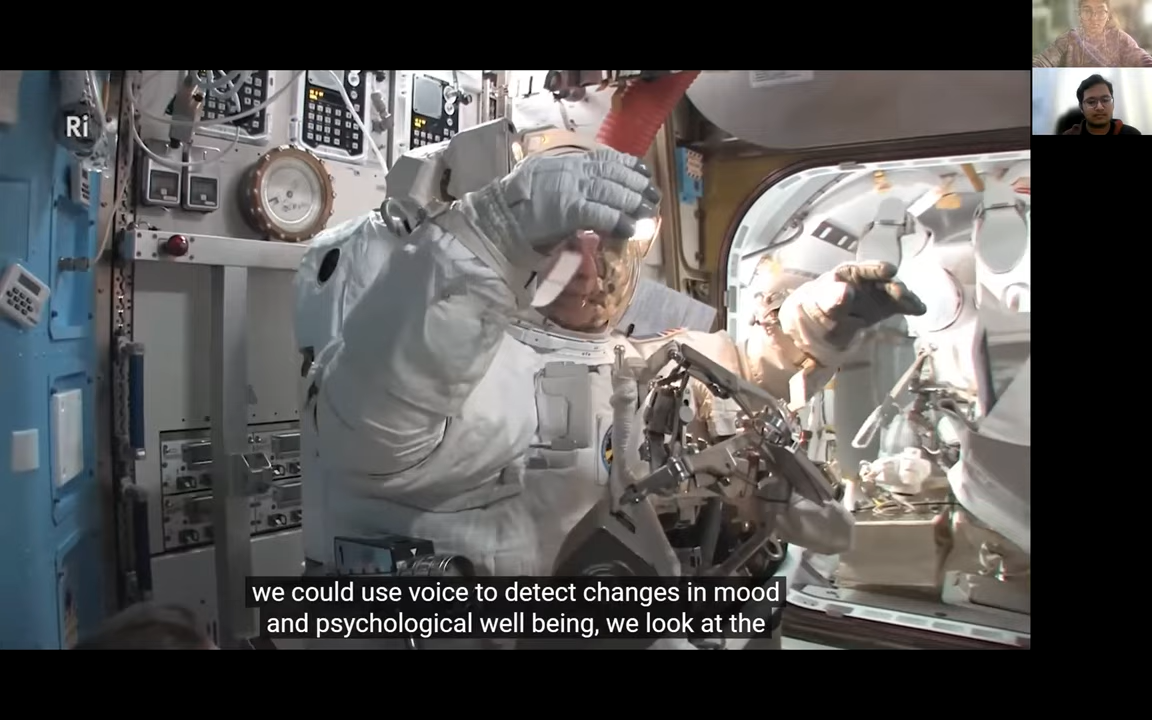 Ri
we could use voice to detect changes in mood
and psychological well being, we look at the